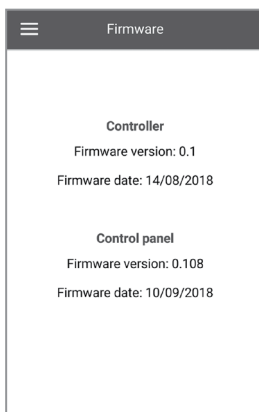 Firmware
Controller
Firmware version: 0.1
Firmware date: 14/08/2018
Control panel
Firmware version: 0.108
Firmware date: 10/09/2018